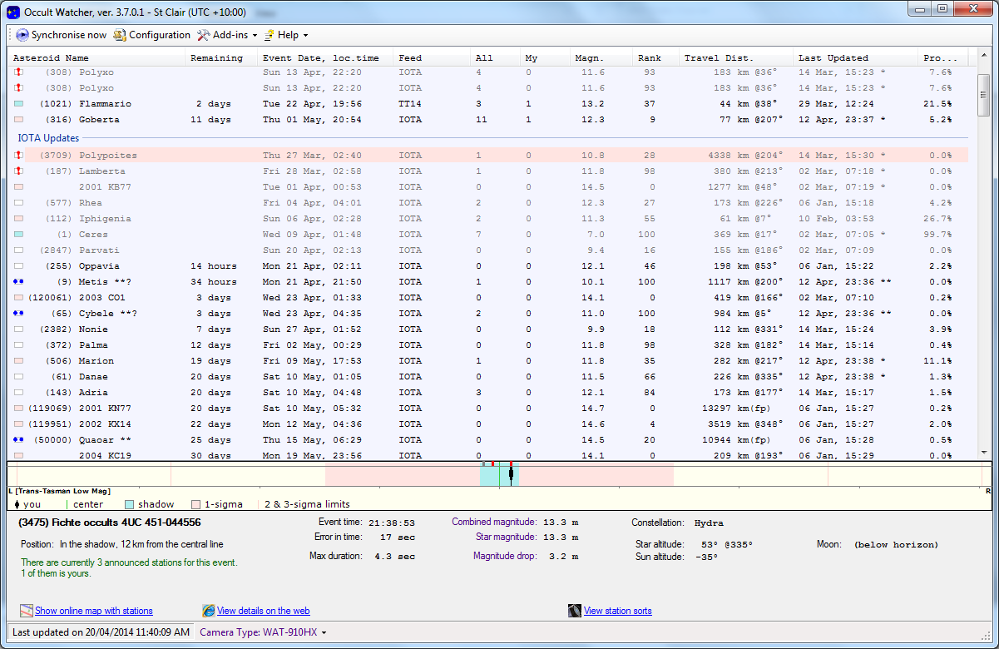 Occult Watcher, ver. 3.7.0.1 - St Clair (UTC +10:00)
Synchronise now Configuration Add-ins Help
Asteroid Name Remaining Event Date, loc.time Feed All My Magn. Rank Travel Dist. Last Updated Pro...
(308) Polyxo Sun 13 Apr, 22:20 IOTA 4 0 11.6 93 183 km @36° 14 Mar, 15:23 * 7.6%
(308) Polyxo Sun 13 Apr, 22:20 IOTA 4 0 11.6 93 183 km @36° 14 Mar, 15:23 * 7.6%
(1021) Flammario 2 days Tue 22 Apr, 19:56 TT14 3 1 13.2 37 44 km @38° 29 Mar, 12:24 21.5%
(316) Goberta 11 days Thu 01 May, 20:54 IOTA 11 1 12.3 9 77 km @207° 12 Apr, 23:37 * 5.2%
IOTA Updates
(3709) Polypoites Thu 27 Mar, 02:40 IOTA 1 0 10.8 28 4338 km @204° 14 Mar, 15:30 * 0.0%
(187) Lamberta Fri 28 Mar, 02:58 IOTA 1 0 11.8 98 380 km @213° 02 Mar, 07:18 * 0.0%
2001 KB77 Tue 01 Apr, 00:53 IOTA 0 0 14.5 0 1277 km @48° 02 Mar, 07:19 * 0.0%
(577) Rhea Fri 04 Apr, 04:01 IOTA 2 0 12.3 27 173 km @226° 06 Jan, 15:18 4.2%
(112) Iphigenia Sun 06 Apr, 02:28 IOTA 2 0 11.3 55 61 km @7° 10 Feb, 03:53 26.7%
(1) Ceres Wed 09 Apr, 01:48 IOTA 7 0 7.0 100 369 km @17° 02 Mar, 07:05 * 99.7%
(2847) Parvati Sun 20 Apr, 02:13 IOTA 0 0 9.4 16 155 km @186° 02 Mar, 07:09 0.0%
(255) Oppavia 14 hours Mon 21 Apr, 02:11 IOTA 0 0 12.1 46 198 km @53° 06 Jan, 15:22 2.2%
(9) Metis **? 34 hours Mon 21 Apr, 21:50 IOTA 1 0 10.1 100 1117 km @200° 12 Apr, 23:36 ** 0.0%
(120061) 2003 CO1 3 days Wed 23 Apr, 01:33 IOTA 0 0 14.1 0 419 km @166° 02 Mar, 07:10 0.2%
(65) Cybele **? 3 days Wed 23 Apr, 04:35 IOTA 2 0 11.0 100 984 km @5° 12 Apr, 23:36 ** 0.0%
(2382) Nonie 7 days Sun 27 Apr, 01:52 IOTA 0 0 9.9 18 112 km @331° 14 Mar, 15:24 3.9%
(372) Palma 12 days Fri 02 May, 00:29 IOTA 0 0 11.8 98 328 km @182° 14 Mar, 15:14 0.4%
(506) Marion 19 days Fri 09 May, 17:53 IOTA 1 0 11.8 35 282 km @217° 12 Apr, 23:38 * 11.1%
(61) Danae 20 days Sat 10 May, 01:05 IOTA 0 0 11.5 66 226 km @335° 12 Apr, 23:38 * 1.3%
(143) Adria 20 days Sat 10 May, 04:48 IOTA 3 0 12.1 84 173 km @177° 14 Mar, 15:17 1.5%
(119069) 2001 KN77 20 days Sat 10 May, 05:32 IOTA 0 0 14.7 0 13297 km(fp) 06 Jan, 15:27 0.2%
(119951) 2002 KX14 22 days Mon 12 May, 04:36 IOTA 0 0 14.6 4 3519 km @348° 06 Jan, 15:27 2.0%
(50000) Quaoar ** 25 days Thu 15 May, 06:29 IOTA 0 0 14.5 20 10944 km(fp) 06 Jan, 15:28 0.5%
2004 KC19 30 days Mon 19 May, 23:56 IOTA 0 0 14.1 0 209 km @193° 06 Jan, 15:29 0.0%
L [Trans-Tasman Low Mag] R
you center shadow 1-sigma 2 & 3-sigma limits
(3475) Fichte occults 4UC 451-044556 Event time: 21:38:53 Combined magnitude: 13.3 m Constellation: Hydra
Error in time: 17 sec Star magnitude: 13.3 m
Position: In the shadow, 12 km from the central line Star altitude: 53° @335° Moon: (below horizon)
Max duration: 4.3 sec Magnitude drop: 3.2 m Sun altitude: -35°
There are currently 3 announced stations for this event.
1 of them is yours.
Show online map with stations View details on the web View station sorts
Last updated on 20/04/2014 11:40:09 AM Camera Type: WAT-910HX